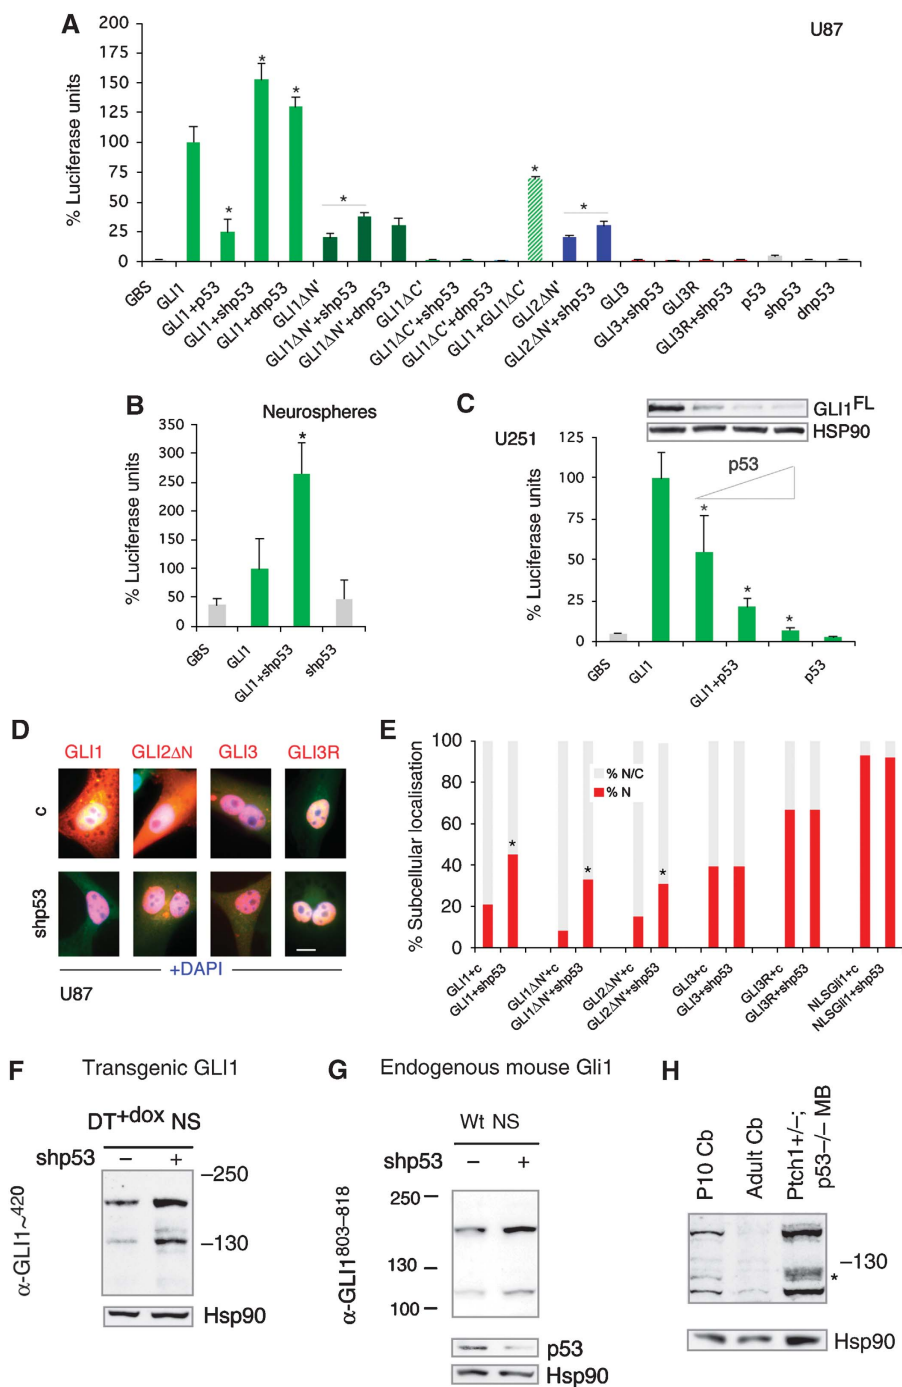 A
U87
% Luciferase units
200
175
150
125
100
75
50
25
0
* * * * * *
GBS
GLI1
GLI1+p53
GLI1+shp53
GLI1+dnp53
GLI1ΔN'
GLI1ΔN'+shp53
GLI1ΔN'+dnp53
GLI1ΔC'
GLI1ΔC'+shp53
GLI1ΔC'+dnp53
GLI1+GLI1ΔC'
GLI2ΔN'
GLI2ΔN'+shp53
GLI3
GLI3+shp53
GLI3R
GLI3R+shp53
p53
shp53
dnp53
B
Neurospheres
% Luciferase units
350
300
250
200
150
100
50
0
*
GBS
GLI1
GLI1+shp53
shp53
C
U251
GLI1FL
HSP90
% Luciferase units
125
100
75
50
25
0
p53
* * *
GBS
GLI1
GLI1+p53
p53
D
GLI1 GLI2ΔN GLI3 GLI3R
c
shp53
+DAPI
U87
E
% Subcellular localisation
100
80
60
40
20
0
% N/C
% N
* * *
GLI1+c
GLI1+shp53
GLI1ΔN'+c
GLI1ΔN'+shp53
GLI2ΔN'+c
GLI2ΔN'+shp53
GLI3+c
GLI3+shp53
GLI3R+c
GLI3R+shp53
NLSGli1+c
NLSGli1+shp53
F
Transgenic GLI1
DT+dox NS
shp53 − +
–250
–130
α-GLI1~420
Hsp90
G
Endogenous mouse Gli1
Wt NS
shp53 − +
250 –
130 –
100 –
α-GLI1803–818
p53
Hsp90
H
P10 Cb
Adult Cb
Ptch1+/–;
p53–/– MB
–130
*
Hsp90